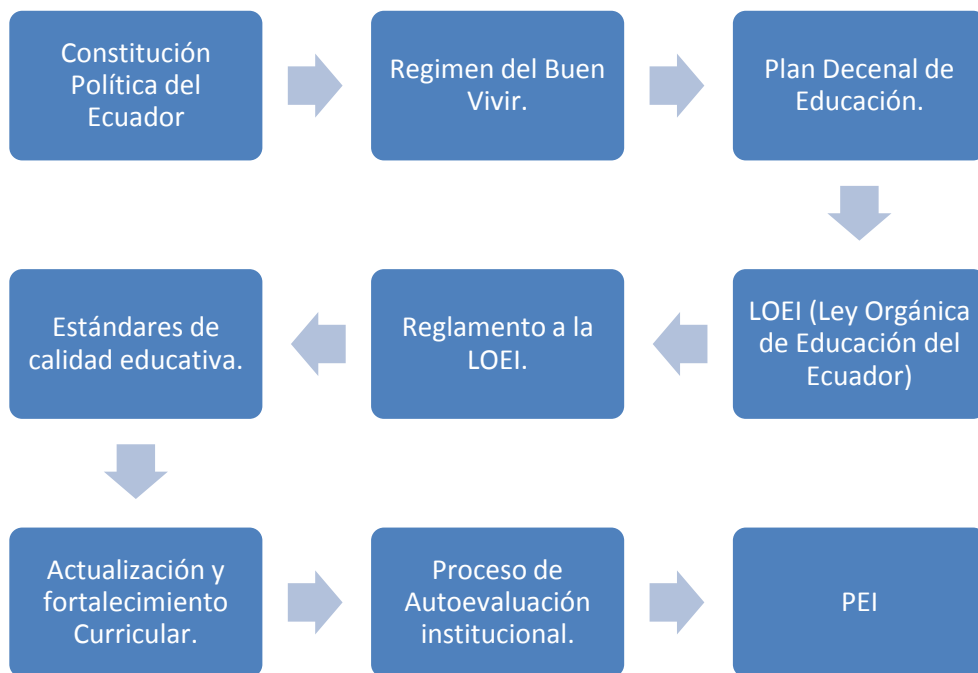 Constitución
Política del
Ecuador
Regimen del Buen
Vivir.
Plan Decenal de
Educación.
LOEI (Ley Orgánica
de Educación del
Ecuador)
Reglamento a la
LOEI.
Estándares de
calidad educativa.
Actualización y
fortalecimiento
Curricular.
Proceso de
Autoevaluación
institucional.
PEI